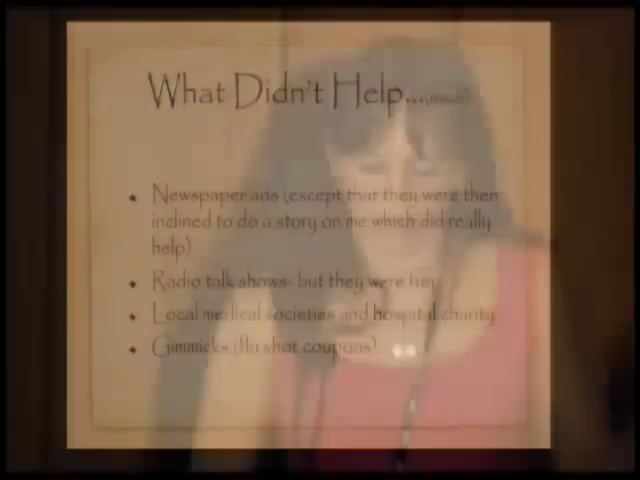 What Didn't Help...(much)
• Newspaper ads (except that they were then
inclined to do a story on me which did really
help)
• Radio talk shows- but they were fun
• Local medical societies and hospital charity
• Gimmicks (flu shot coupons)